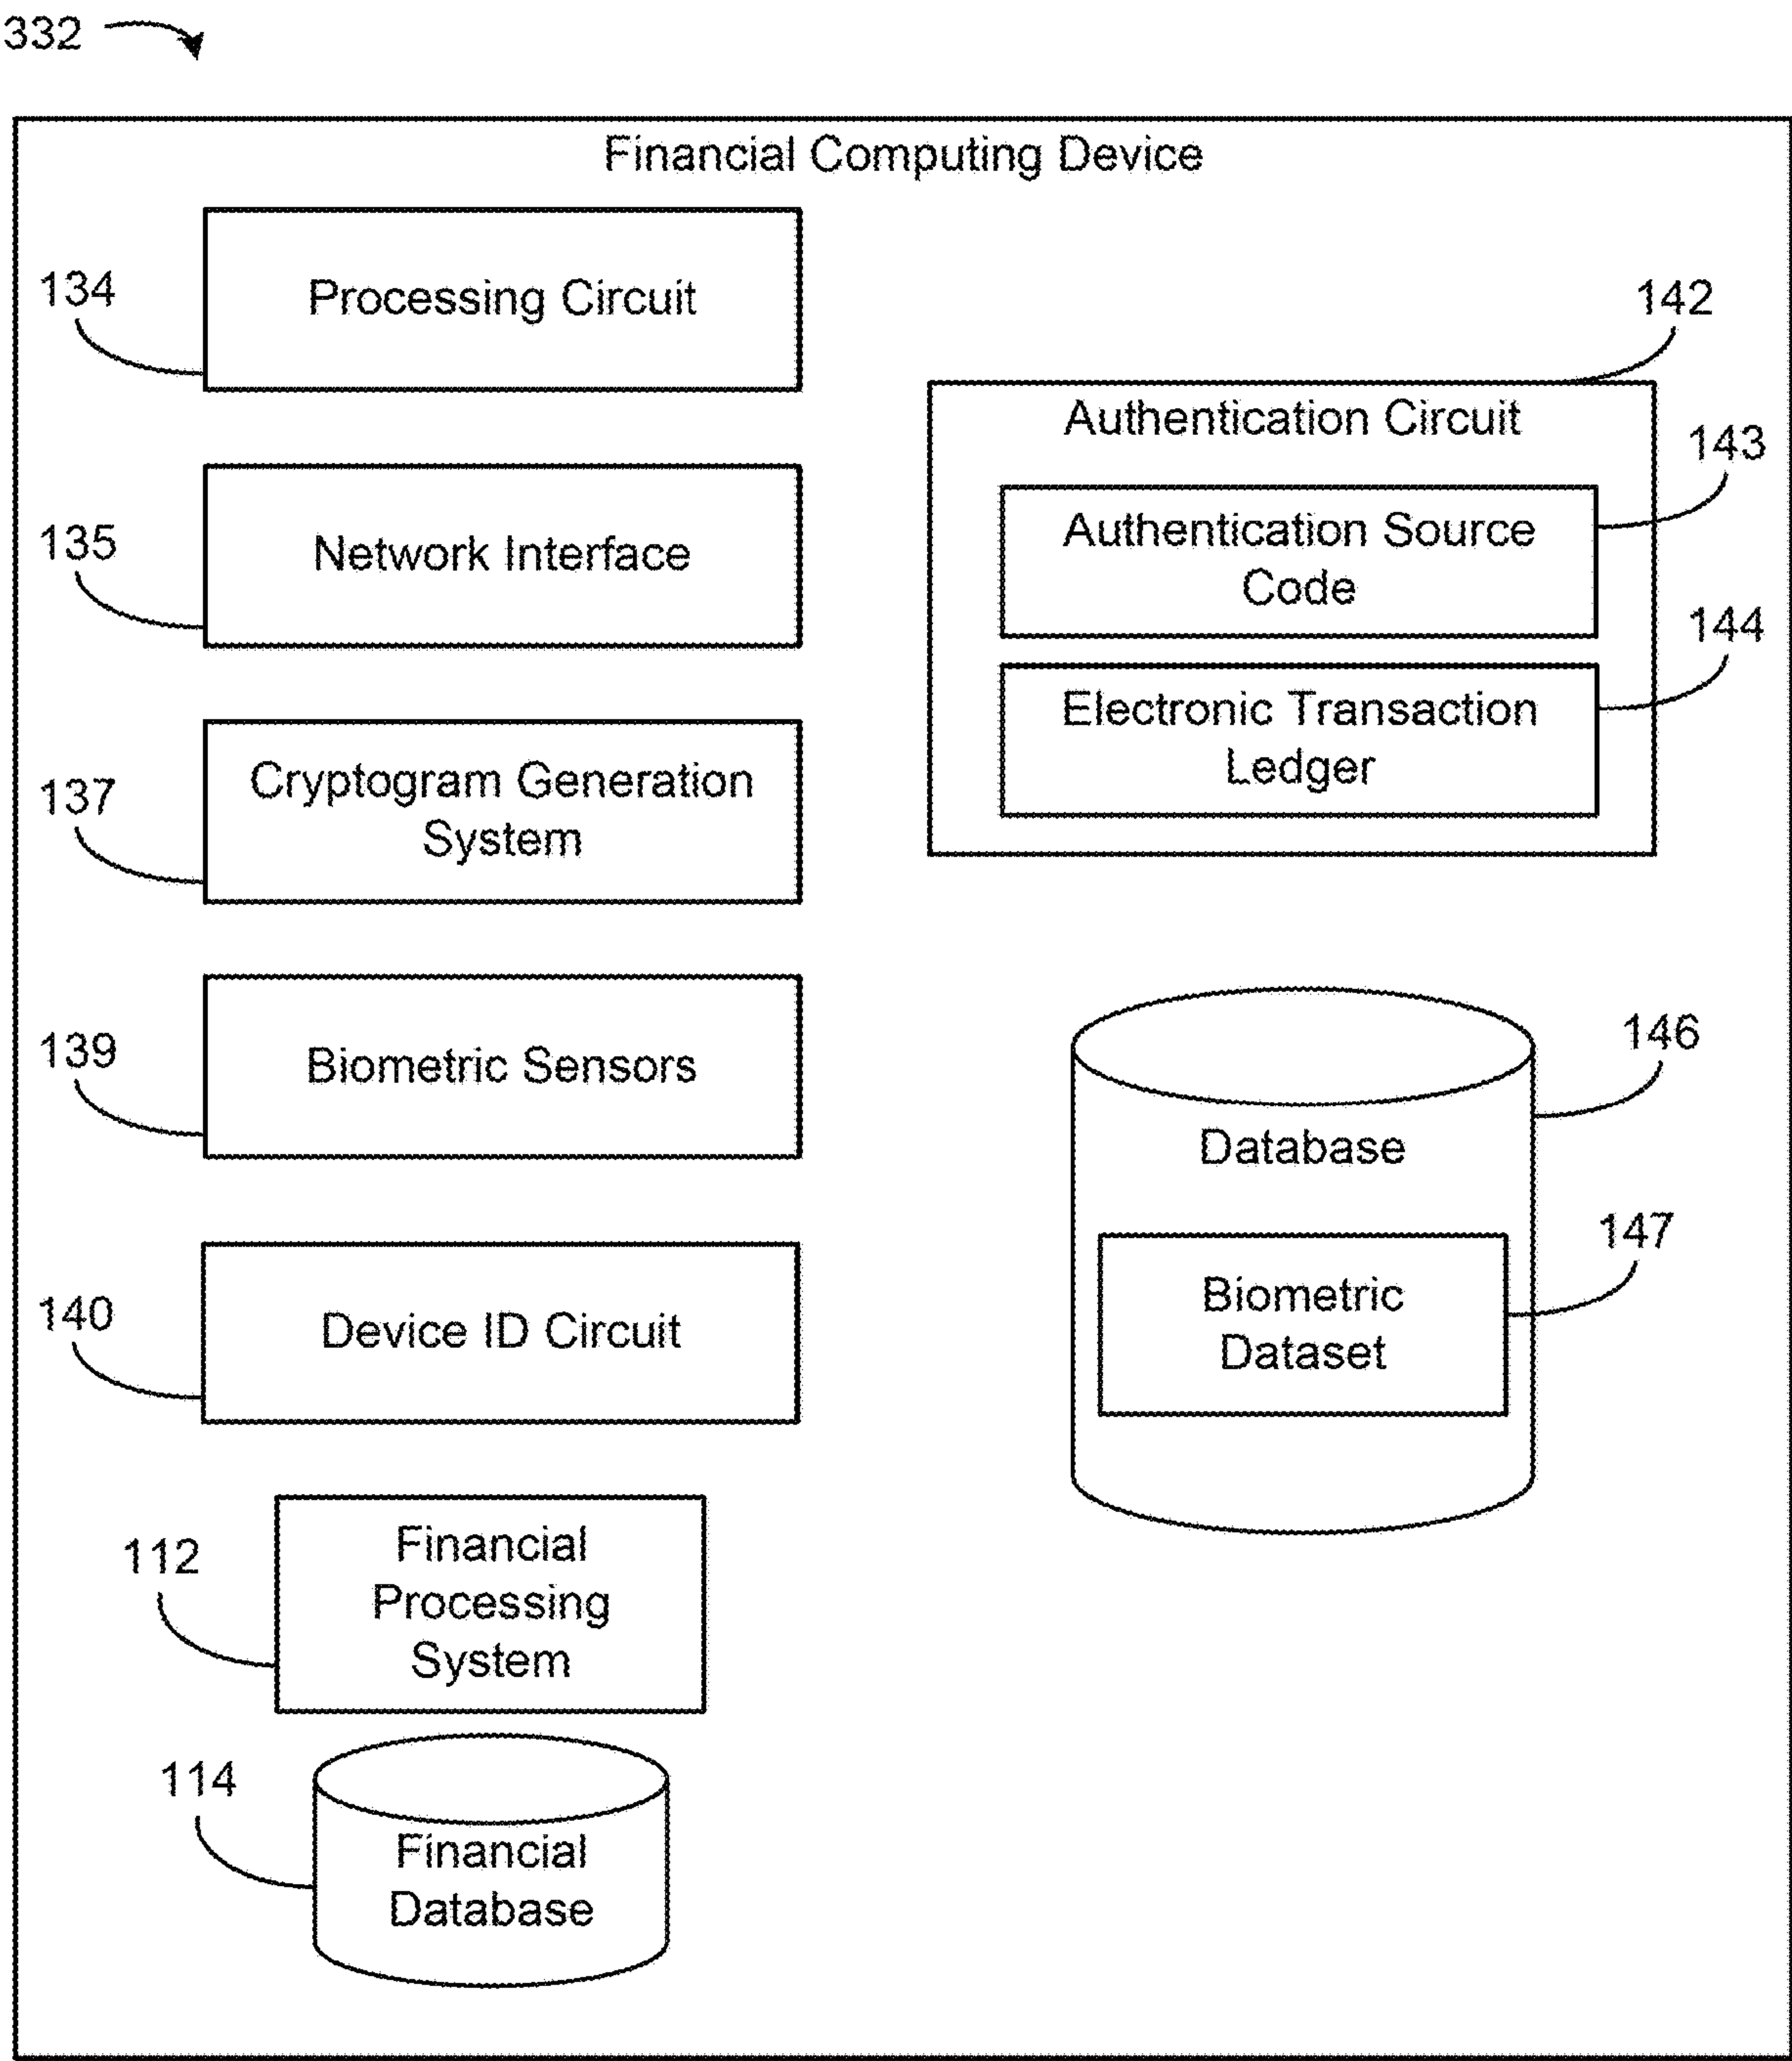 332
Financial Computing Device
134
Processing Circuit
135
Network Interface
137
Cryptogram Generation
System
139
Biometric Sensors
140
Device ID Circuit
112
Financial
Processing
System
114
Financial
Database
142
Authentication Circuit
143
Authentication Source
Code
144
Electronic Transaction
Ledger
146
Database
147
Biometric
Dataset